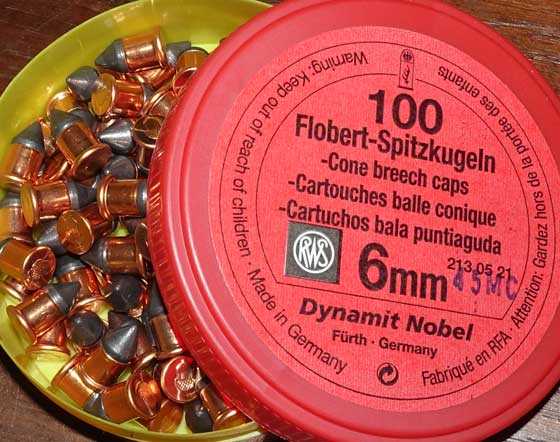 Warning: Keep out of reach of children · Made in Germany
Fabriqué en RFA · Attention: Gardez hors de la portée des enfants
100
Flobert-Spitzkugeln
-Cone breech caps
-Cartouches balle conique
-Cartuchos bala puntiaguda
RWS
6mm
213 05 21
45MC
Dynamit Nobel
Fürth · Germany